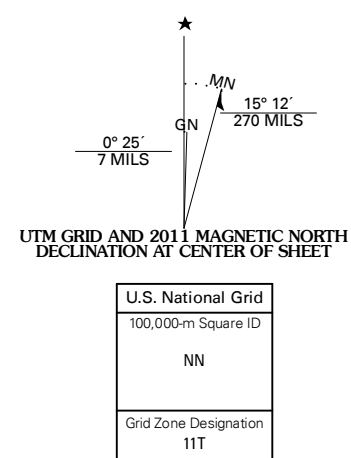 ★
MN
15° 12´
270 MILS
GN
0° 25´
7 MILS
UTM GRID AND 2011 MAGNETIC NORTH
DECLINATION AT CENTER OF SHEET
U.S. National Grid
100,000-m Square ID
NN
Grid Zone Designation
11T